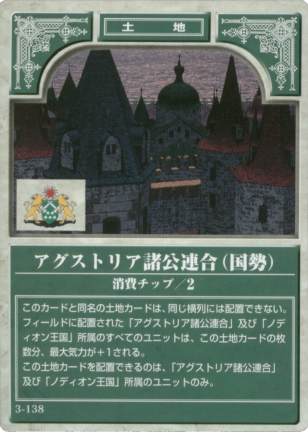 土地
アグストリア諸公連合(国勢)
消費チップ/2
このカードと同名の土地カードは、同じ横列には配置できない。
フィールドに配置された「アグストリア諸公連合」及び「ノディ
オン王国」所属のすべてのユニットは、この土地カードの枚
数分、最大気力が+1される。
この土地カードを配置できるのは、「アグストリア諸公連合」
及び「ノディオン王国」所属のユニットのみ。
3-138